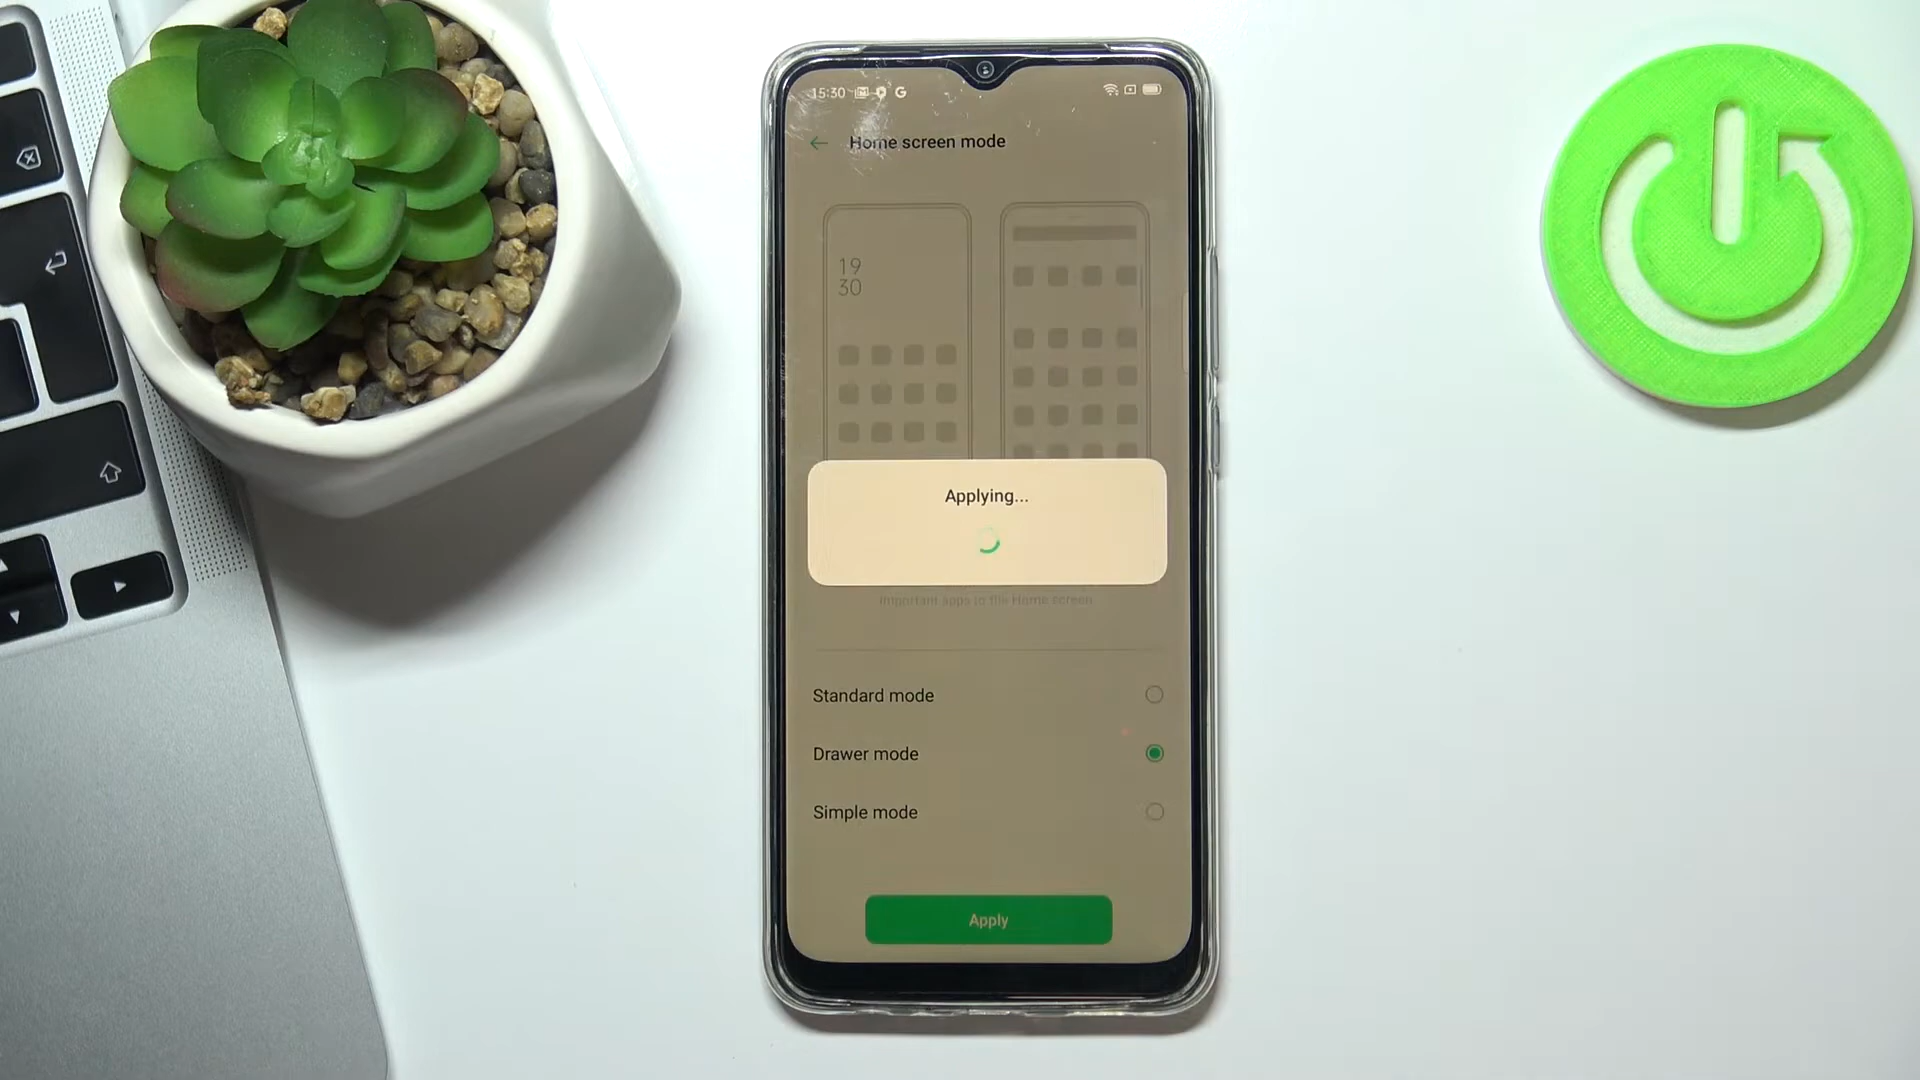 15:30
Home screen mode
19
30
Applying...
important apps to the Home screen.
Standard mode
Drawer mode
Simple mode
Apply